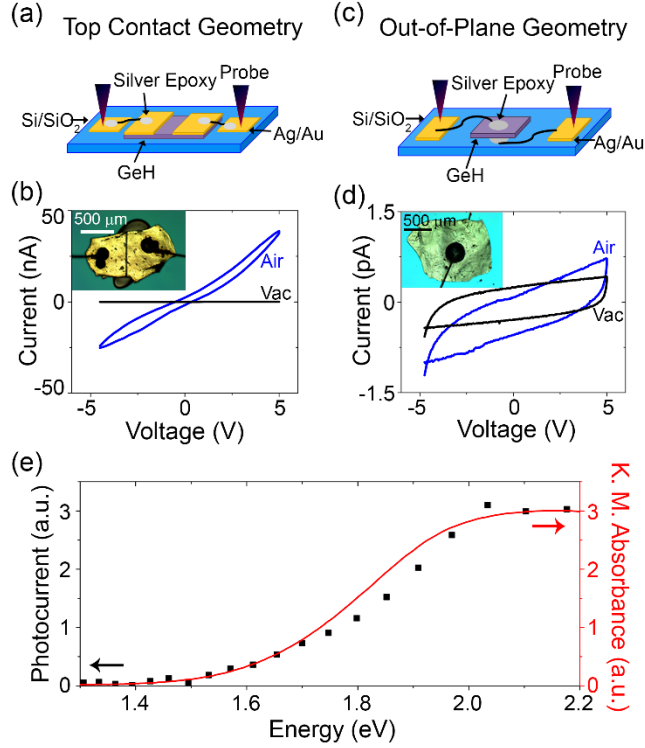 (a) Top Contact Geometry
Silver Epoxy
Probe
Si/SiO2
Ag/Au
GeH
(c) Out-of-Plane Geometry
Silver Epoxy
Probe
Si/SiO2
Ag/Au
GeH
(b)
50
0
-50
Current (nA)
500 μm
Air
Vac
-5
0
5
Voltage (V)
(d)
1.5
0
-1.5
Current (pA)
500 μm
Air
Vac
-5
0
5
Voltage (V)
(e)
Photocurrent (a.u.)
3
2
1
0
1.4
1.6
1.8
2.0
2.2
Energy (eV)
3
2
1
0
K. M. Absorbance
(a.u.)